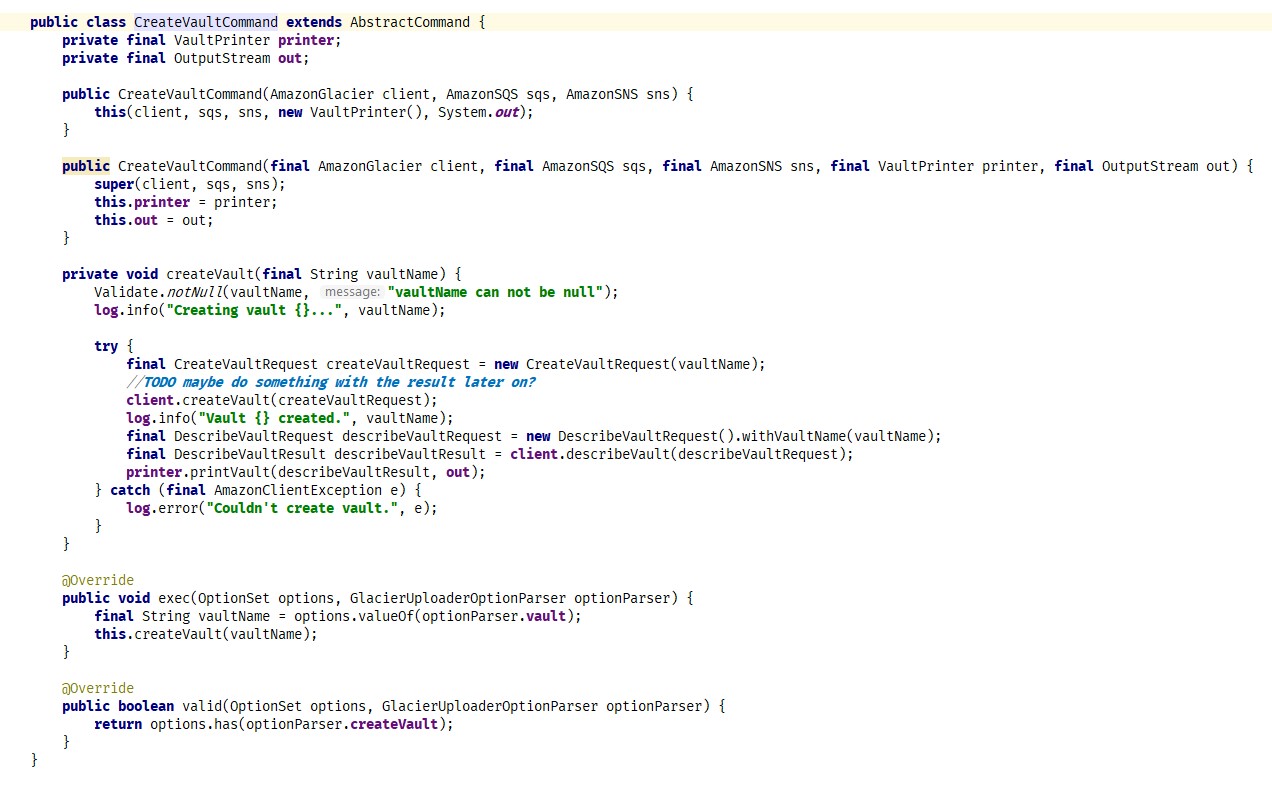 public class CreateVaultCommand extends AbstractCommand {
    private final VaultPrinter printer;
    private final OutputStream out;

    public CreateVaultCommand(AmazonGlacier client, AmazonSQS sqs, AmazonSNS sns) {
        this(client, sqs, sns, new VaultPrinter(), System.out);
    }

    public CreateVaultCommand(final AmazonGlacier client, final AmazonSQS sqs, final AmazonSNS sns, final VaultPrinter printer, final OutputStream out) {
        super(client, sqs, sns);
        this.printer = printer;
        this.out = out;
    }

    private void createVault(final String vaultName) {
        Validate.notNull(vaultName, message: "vaultName can not be null");
        log.info("Creating vault {}...", vaultName);

        try {
            final CreateVaultRequest createVaultRequest = new CreateVaultRequest(vaultName);
            //TODO maybe do something with the result later on?
            client.createVault(createVaultRequest);
            log.info("Vault {} created.", vaultName);
            final DescribeVaultRequest describeVaultRequest = new DescribeVaultRequest().withVaultName(vaultName);
            final DescribeVaultResult describeVaultResult = client.describeVault(describeVaultRequest);
            printer.printVault(describeVaultResult, out);
        } catch (final AmazonClientException e) {
            log.error("Couldn't create vault.", e);
        }
    }

    @Override
    public void exec(OptionSet options, GlacierUploaderOptionParser optionParser) {
        final String vaultName = options.valueOf(optionParser.vault);
        this.createVault(vaultName);
    }

    @Override
    public boolean valid(OptionSet options, GlacierUploaderOptionParser optionParser) {
        return options.has(optionParser.createVault);
    }
}